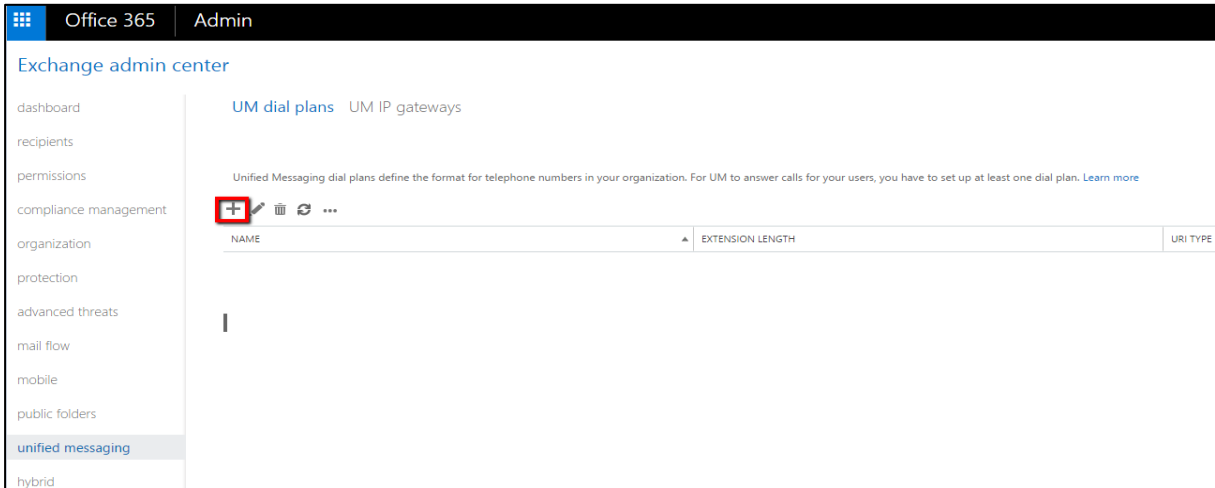 Office 365 Admin
Exchange admin center
dashboard
recipients
permissions
compliance management
organization
protection
advanced threats
mail flow
mobile
public folders
unified messaging
hybrid
UM dial plans UM IP gateways
Unified Messaging dial plans define the format for telephone numbers in your organization. For UM to answer calls for your users, you have to set up at least one dial plan. Learn more
NAME EXTENSION LENGTH URI TYPE